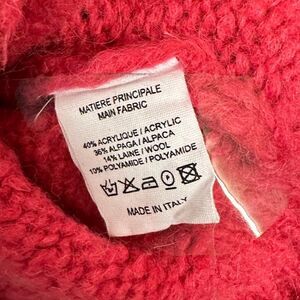 MATIERE PRINCIPALE
MAIN FABRIC
40% ACRYLIQUE / ACRYLIC
36% ALPAGA / ALPACA
14% LAINE / WOOL
10% POLYAMIDE / POLYAMIDE
MADE IN ITALY